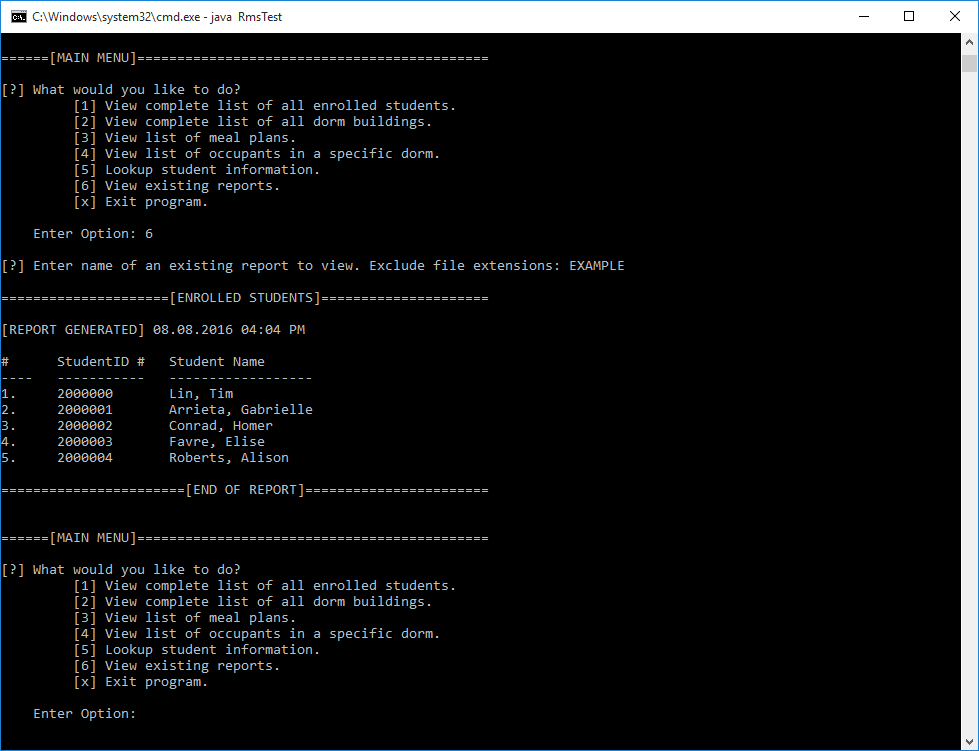 C:\Windows\system32\cmd.exe - java  RmsTest
======[MAIN MENU]============================================
[?] What would you like to do?
[1] View complete list of all enrolled students.
[2] View complete list of all dorm buildings.
[3] View list of meal plans.
[4] View list of occupants in a specific dorm.
[5] Lookup student information.
[6] View existing reports.
[x] Exit program.
Enter Option: 6
[?] Enter name of an existing report to view. Exclude file extensions: EXAMPLE
=====================[ENROLLED STUDENTS]=====================
[REPORT GENERATED] 08.08.2016 04:04 PM
#      StudentID #   Student Name
----   -----------   ------------------
1.     2000000       Lin, Tim
2.     2000001       Arrieta, Gabrielle
3.     2000002       Conrad, Homer
4.     2000003       Favre, Elise
5.     2000004       Roberts, Alison
=======================[END OF REPORT]=======================
======[MAIN MENU]============================================
[?] What would you like to do?
[1] View complete list of all enrolled students.
[2] View complete list of all dorm buildings.
[3] View list of meal plans.
[4] View list of occupants in a specific dorm.
[5] Lookup student information.
[6] View existing reports.
[x] Exit program.
Enter Option: